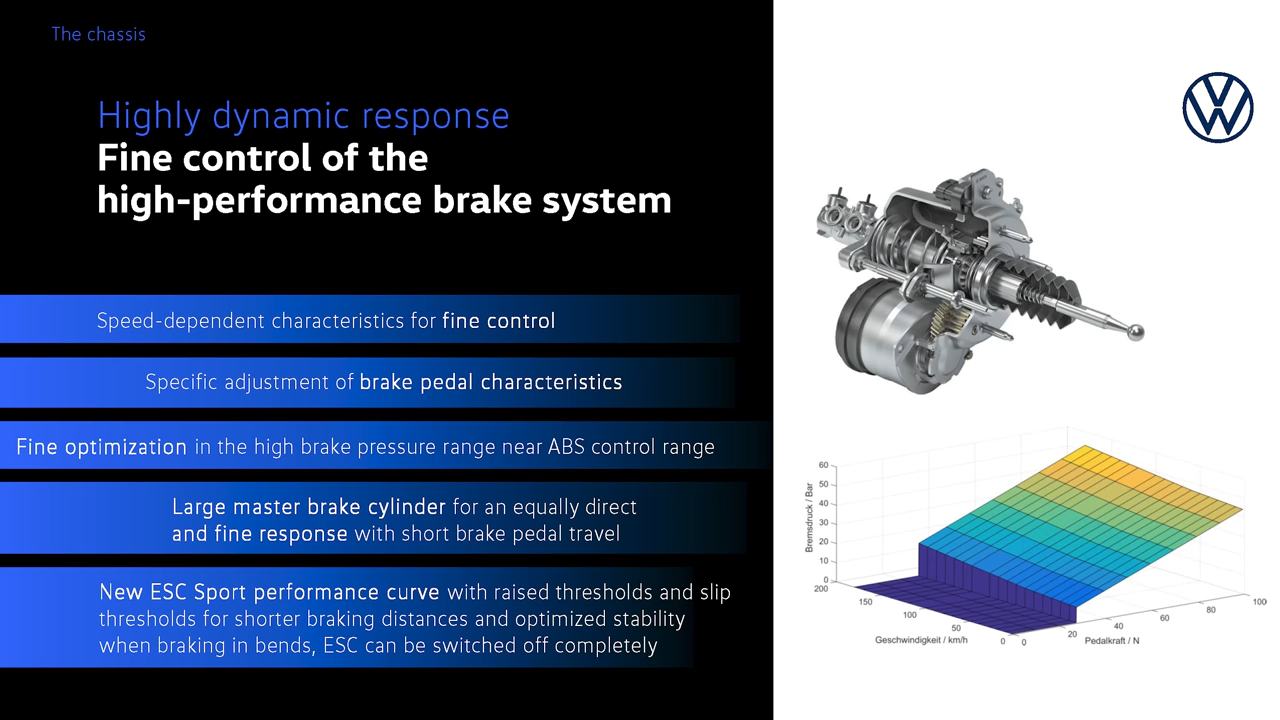 The chassis
Highly dynamic response
Fine control of the
high-performance brake system
Speed-dependent characteristics for fine control
Specific adjustment of brake pedal characteristics
Fine optimization in the high brake pressure range near ABS control range
Large master brake cylinder for an equally direct
and fine response with short brake pedal travel
New ESC Sport performance curve with raised thresholds and slip
thresholds for shorter braking distances and optimized stability
when braking in bends, ESC can be switched off completely
Bremsdruck / Bar
60
50
40
30
20
10
0
200
150
100
50
0
Geschwindigkeit / km/h
0
20
40
60
80
100
Pedalkraft / N